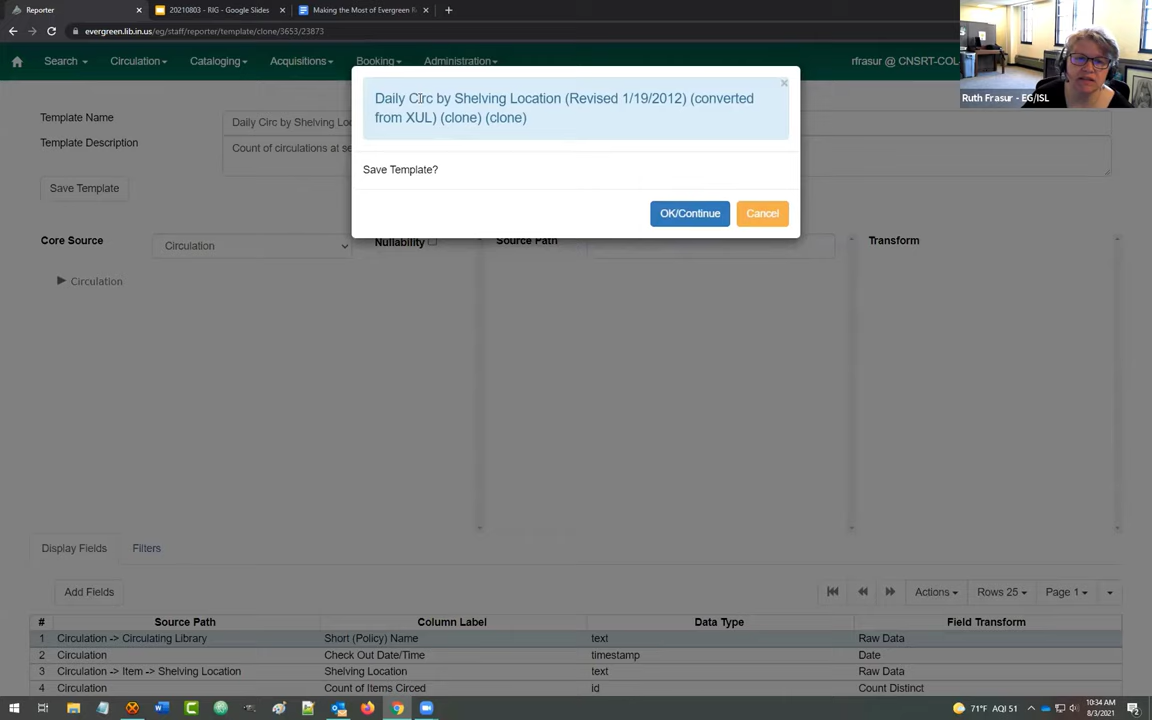 Reporter
20210803 - RIG - Google Slides
Making the Most of Evergreen R
evergreen.lib.in.us/eg/staff/reporter/template/clone/3653/23873
Search Circulation Cataloging Acquisitions Booking Administration rfrasur @ CNSRT-COL
Ruth Frasur - EG/ISL
Daily Circ by Shelving Location (Revised 1/19/2012) (converted
from XUL) (clone) (clone)
Template Name Daily Circ by Shelving Loc
Template Description Count of circulations at se
Save Template?
Save Template
OK/Continue Cancel
Core Source Circulation Nullability Source Path Transform
Circulation
Display Fields Filters
Add Fields Actions Rows 25 Page 1
# Source Path Column Label Data Type Field Transform
1 Circulation -> Circulating Library Short (Policy) Name text Raw Data
2 Circulation Check Out Date/Time timestamp Date
3 Circulation -> Item -> Shelving Location Shelving Location text Raw Data
4 Circulation Count of Items Circed id Count Distinct
71°F AQI 51
10:34 AM
8/3/2021
2